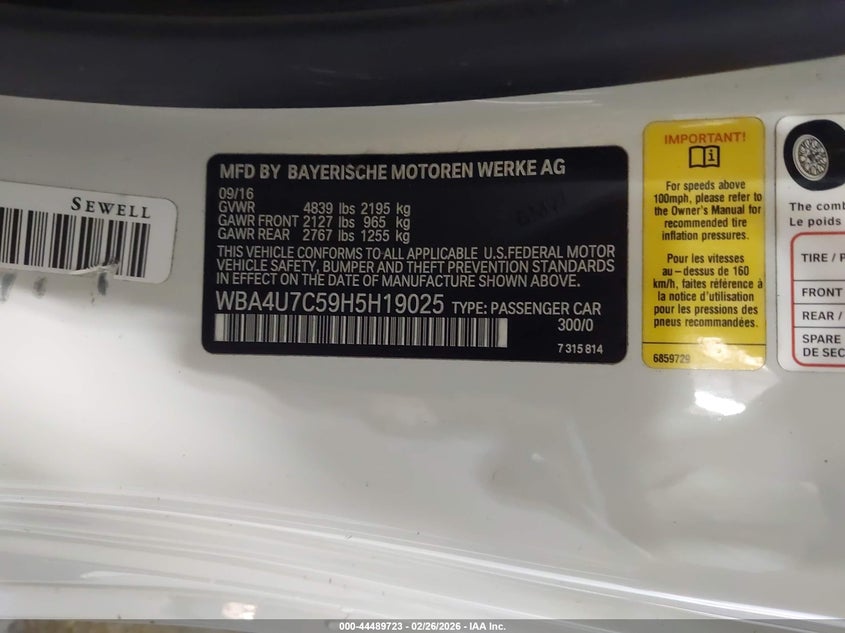 SEWELL
MFD BY BAYERISCHE MOTOREN WERKE AG
09/16
GVWR 4839 lbs 2195 kg
GAWR FRONT 2127 lbs 965 kg
GAWR REAR 2767 lbs 1255 kg
THIS VEHICLE CONFORMS TO ALL APPLICABLE U.S.FEDERAL MOTOR
VEHICLE SAFETY, BUMPER AND THEFT PREVENTION STANDARDS
IN EFFECT ON THE DATE OF MANUFACTURE SHOWN ABOVE.
WBA4U7C59H5H19025 TYPE: PASSENGER CAR
300/0
7 315 814
IMPORTANT!
For speeds above
100mph, please refer to
the Owner's Manual for
recommended tire
inflation pressures.
Pour les vitesses
au-dessus de 160
km/h, faites référence à
la notice d'utilisation
pour les pressions des
pneus recommandées.
6859729
The comb
Le poids
TIRE / P
FRONT
REAR /
SPARE
DE SEC
000-44489723 - 02/26/2026 - IAA Inc.